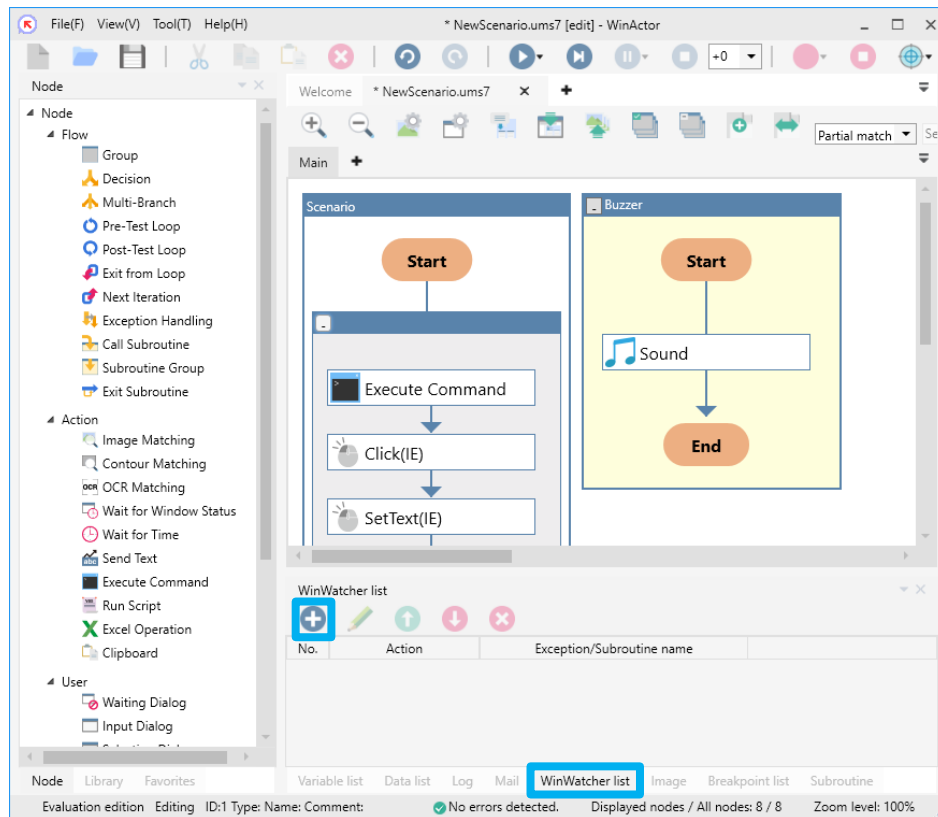 File(F) View(V) Tool(T) Help(H)
* NewScenario.ums7 [edit] - WinActor
+0
Node
Welcome
* NewScenario.ums7
Node
Flow
Group
Decision
Multi-Branch
Pre-Test Loop
Post-Test Loop
Exit from Loop
Next Iteration
Exception Handling
Call Subroutine
Subroutine Group
Exit Subroutine
Action
Image Matching
Contour Matching
OCR OCR Matching
Wait for Window Status
Wait for Time
Send Text
Execute Command
Run Script
Excel Operation
Clipboard
User
Waiting Dialog
Input Dialog
Node Library Favorites
Partial match
Se
Main
Scenario
Start
Execute Command
Click(IE)
SetText(IE)
Buzzer
Start
Sound
End
WinWatcher list
No. Action Exception/Subroutine name
Variable list Data list Log Mail WinWatcher list Image Breakpoint list Subroutine
Evaluation edition Editing ID:1 Type: Name: Comment: No errors detected. Displayed nodes / All nodes: 8 / 8 Zoom level: 100%